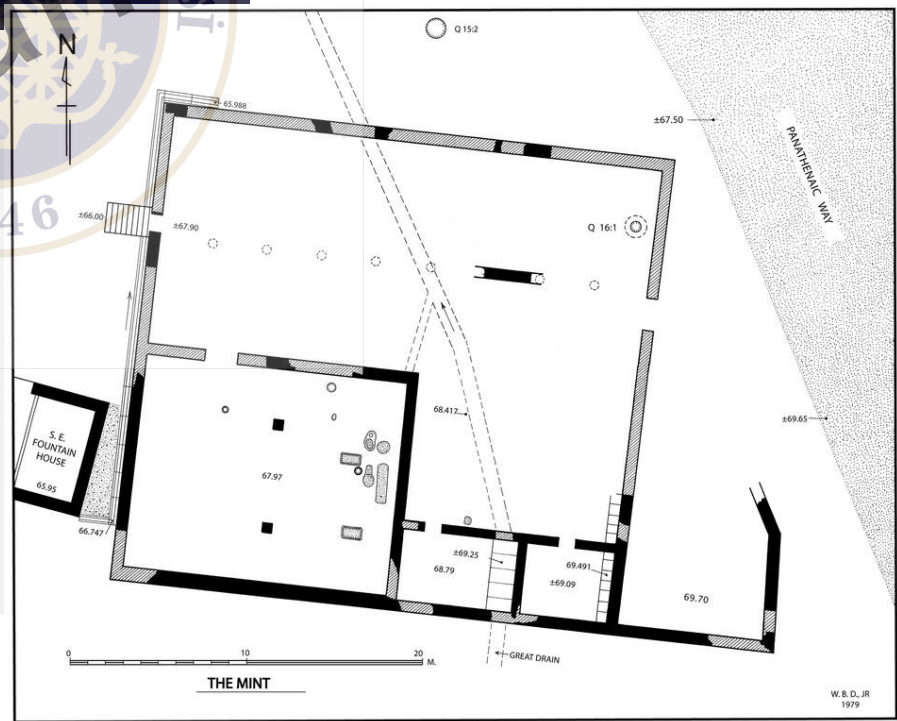 N
Q 15:2
65.988
±67.50
PANATHENAIC WAY
±66.00
±67.90
Q 16:1
68.417
±69.65
S. E.
FOUNTAIN
HOUSE
65.95
67.97
66.747
±69.25
68.79
69.491
±69.09
69.70
GREAT DRAIN
0 10 20 M.
THE MINT
W. B. D., JR
1979
46